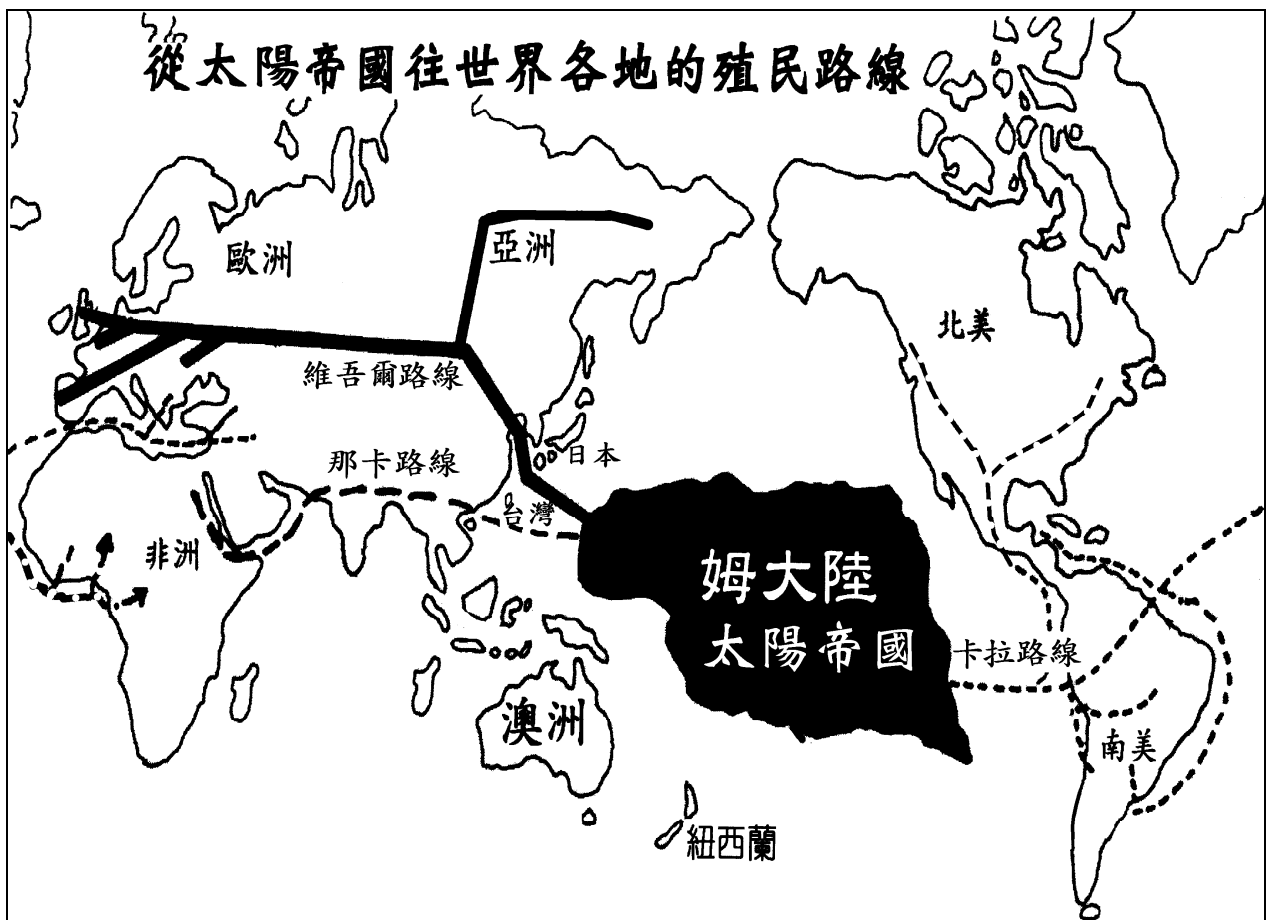 從太陽帝國往世界各地的殖民路線
歐洲
亞洲
北美
維吾爾路線
日本
那卡路線
台灣
非洲
姆大陸
太陽帝國
卡拉路線
澳洲
南美
紐西蘭